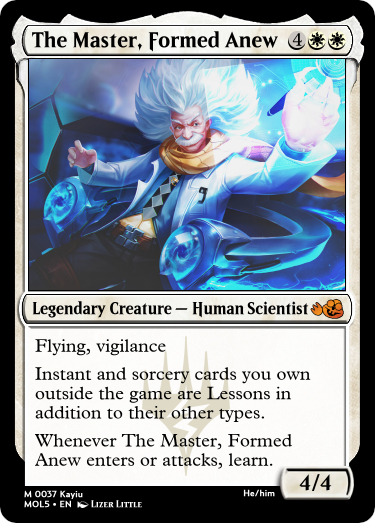 The Master, Formed Anew 4
Legendary Creature — Human Scientist
Flying, vigilance
Instant and sorcery cards you own
outside the game are Lessons in
addition to their other types.
Whenever The Master, Formed
Anew enters or attacks, learn.
4/4
M 0037 Kayiu
He/him
MOL5 • EN Lizer Little